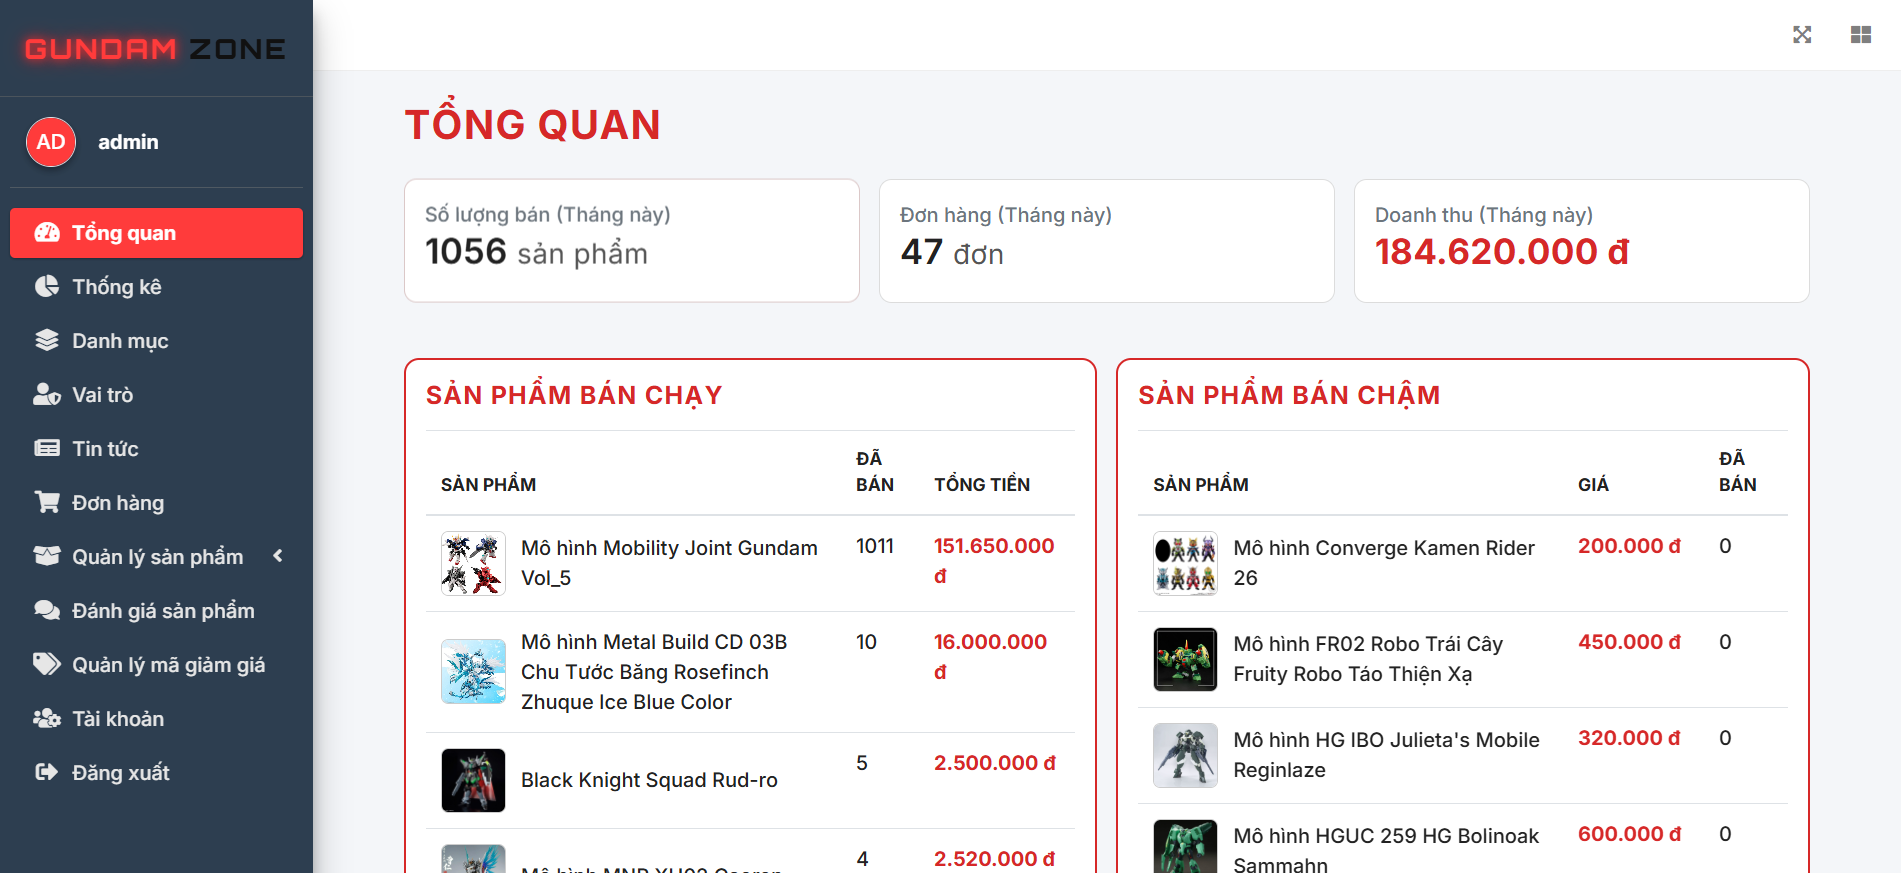 GUNDAM ZONE
AD
admin
Tổng quan
Thống kê
Danh mục
Vai trò
Tin tức
Đơn hàng
Quản lý sản phẩm
Đánh giá sản phẩm
Quản lý mã giảm giá
Tài khoản
Đăng xuất
TỔNG QUAN
Số lượng bán (Tháng này)
1056 sản phẩm
Đơn hàng (Tháng này)
47 đơn
Doanh thu (Tháng này)
184.620.000 đ
SẢN PHẨM BÁN CHẠY
SẢN PHẨM
ĐÃ
BÁN
TỔNG TIỀN
Mô hình Mobility Joint Gundam
Vol_5
1011
151.650.000
đ
Mô hình Metal Build CD 03B
Chu Tước Băng Rosefinch
Zhuque Ice Blue Color
10
16.000.000
đ
Black Knight Squad Rud-ro
5
2.500.000 đ
4
2.520.000 đ
SẢN PHẨM BÁN CHẬM
SẢN PHẨM
GIÁ
ĐÃ
BÁN
Mô hình Converge Kamen Rider
26
200.000 đ
0
Mô hình FR02 Robo Trái Cây
Fruity Robo Táo Thiện Xạ
450.000 đ
0
Mô hình HG IBO Julieta's Mobile
Reginlaze
320.000 đ
0
Mô hình HGUC 259 HG Bolinoak
Sammahn
600.000 đ
0